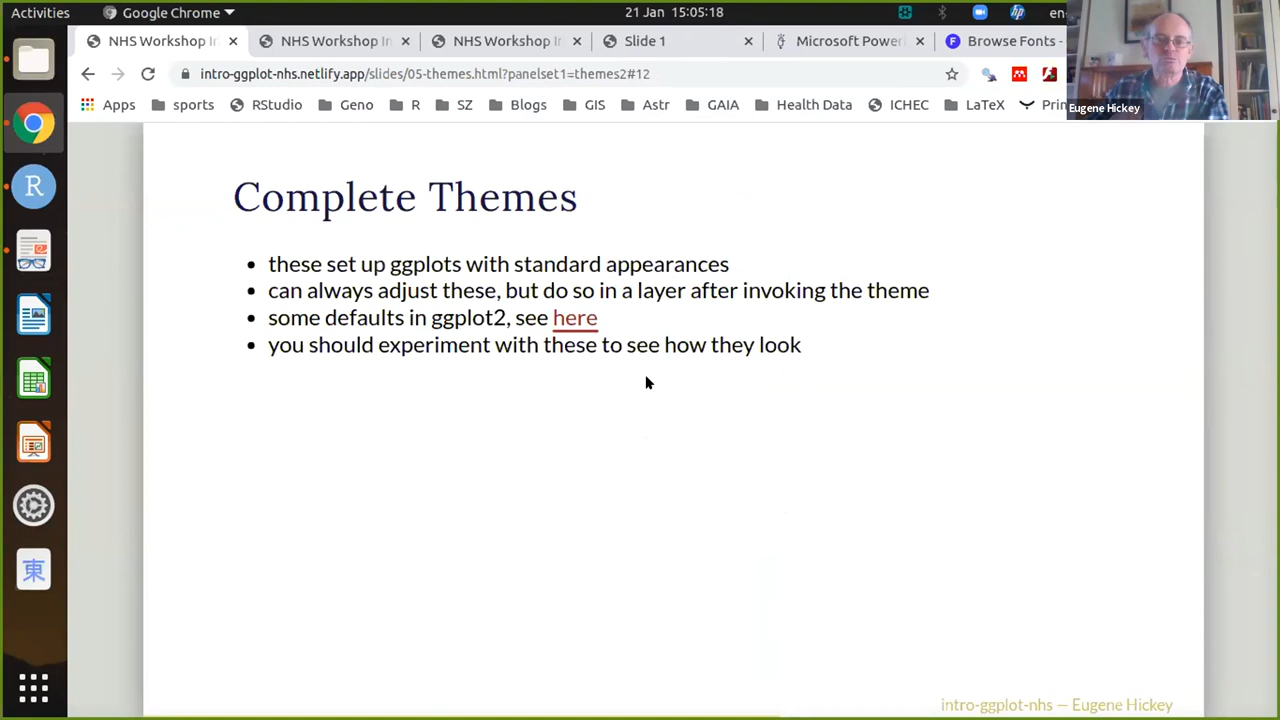 Activities
Google Chrome
21 Jan 15:05:18
en
NHS Workshop I
NHS Workshop I
NHS Workshop I
Slide 1
Microsoft Power
Browse Fonts -
intro-ggplot-nhs.netlify.app/slides/05-themes.html?panelset1=themes2#12
Apps
sports
RStudio
Geno
R
SZ
Blogs
GIS
Astr
GAIA
Health Data
ICHEC
LaTeX
Eugene Hickey
Complete Themes
these set up ggplots with standard appearances
can always adjust these, but do so in a layer after invoking the theme
some defaults in ggplot2, see here
you should experiment with these to see how they look
東
intro-ggplot-nhs — Eugene Hickey